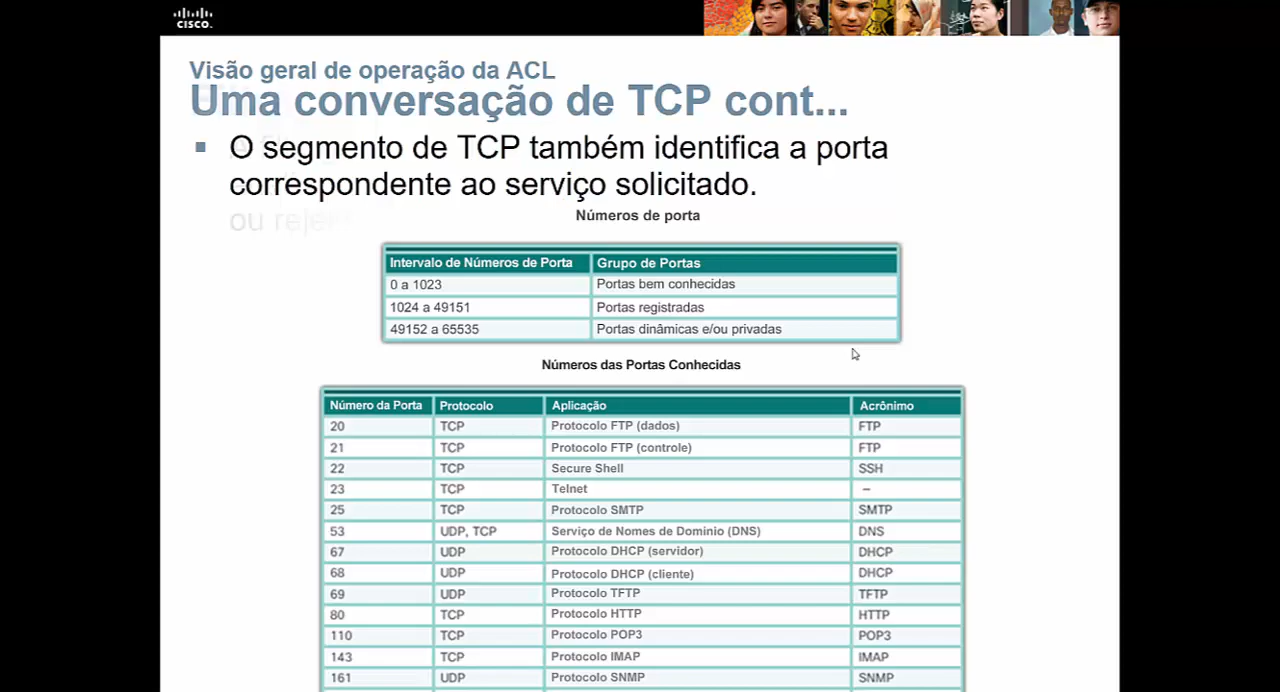 CISCO.
Visão geral de operação da ACL
Uma conversação de TCP cont...
▪ O segmento de TCP também identifica a porta
correspondente ao serviço solicitado.
ou reje
Números de porta
Intervalo de Números de Porta Grupo de Portas
0 a 1023 Portas bem conhecidas
1024 a 49151 Portas registradas
49152 a 65535 Portas dinâmicas e/ou privadas
Números das Portas Conhecidas
Número da Porta Protocolo Aplicação Acrônimo
20 TCP Protocolo FTP (dados) FTP
21 TCP Protocolo FTP (controle) FTP
22 TCP Secure Shell SSH
23 TCP Telnet –
25 TCP Protocolo SMTP SMTP
53 UDP, TCP Serviço de Nomes de Dominio (DNS) DNS
67 UDP Protocolo DHCP (servidor) DHCP
68 UDP Protocolo DHCP (cliente) DHCP
69 UDP Protocolo TFTP TFTP
80 TCP Protocolo HTTP HTTP
110 TCP Protocolo POP3 POP3
143 TCP Protocolo IMAP IMAP
161 UDP Protocolo SNMP SNMP